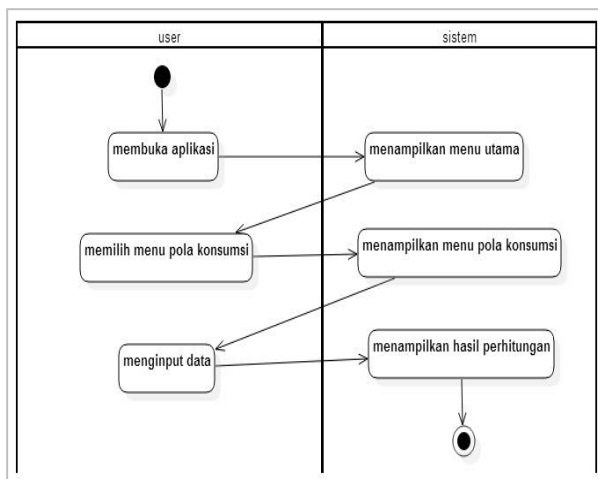 user
sistem
membuka aplikasi
menampilkan menu utama
memilih menu pola konsumsi
menampilkan menu pola konsumsi
menginput data
menampilkan hasil perhitungan